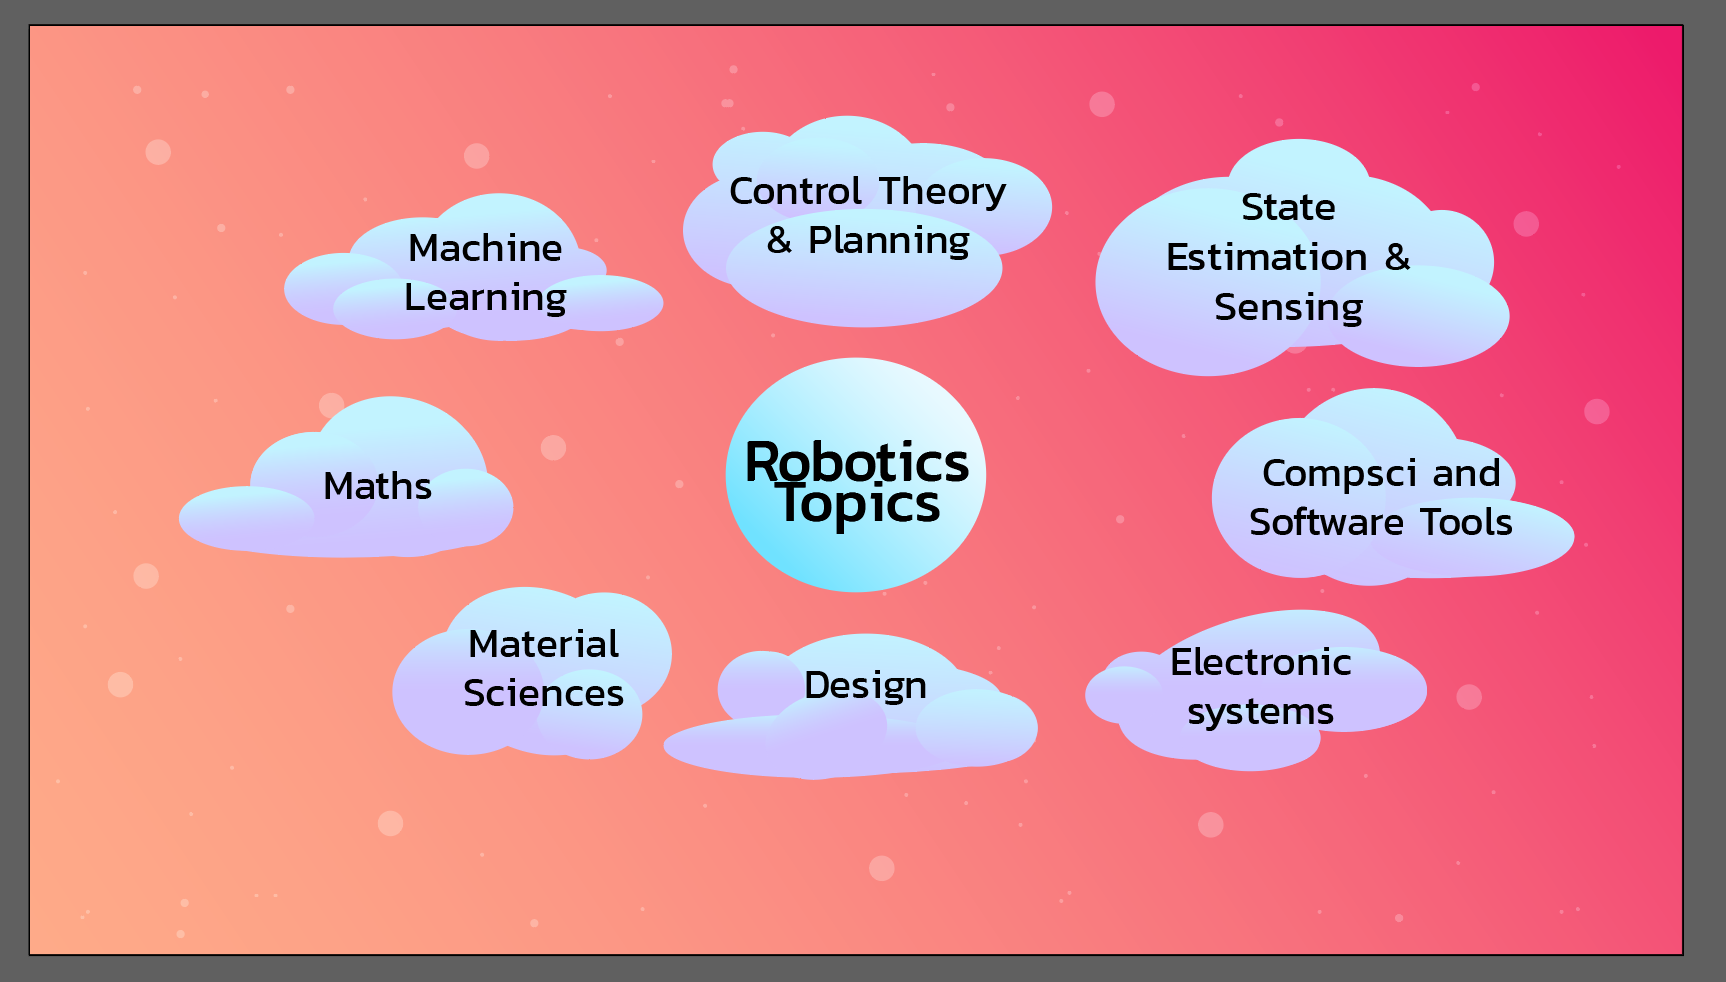 Control Theory
& Planning
State
Estimation &
Sensing
Machine
Learning
Robotics
Topics
Maths
Compsci and
Software Tools
Material
Sciences
Design
Electronic
systems